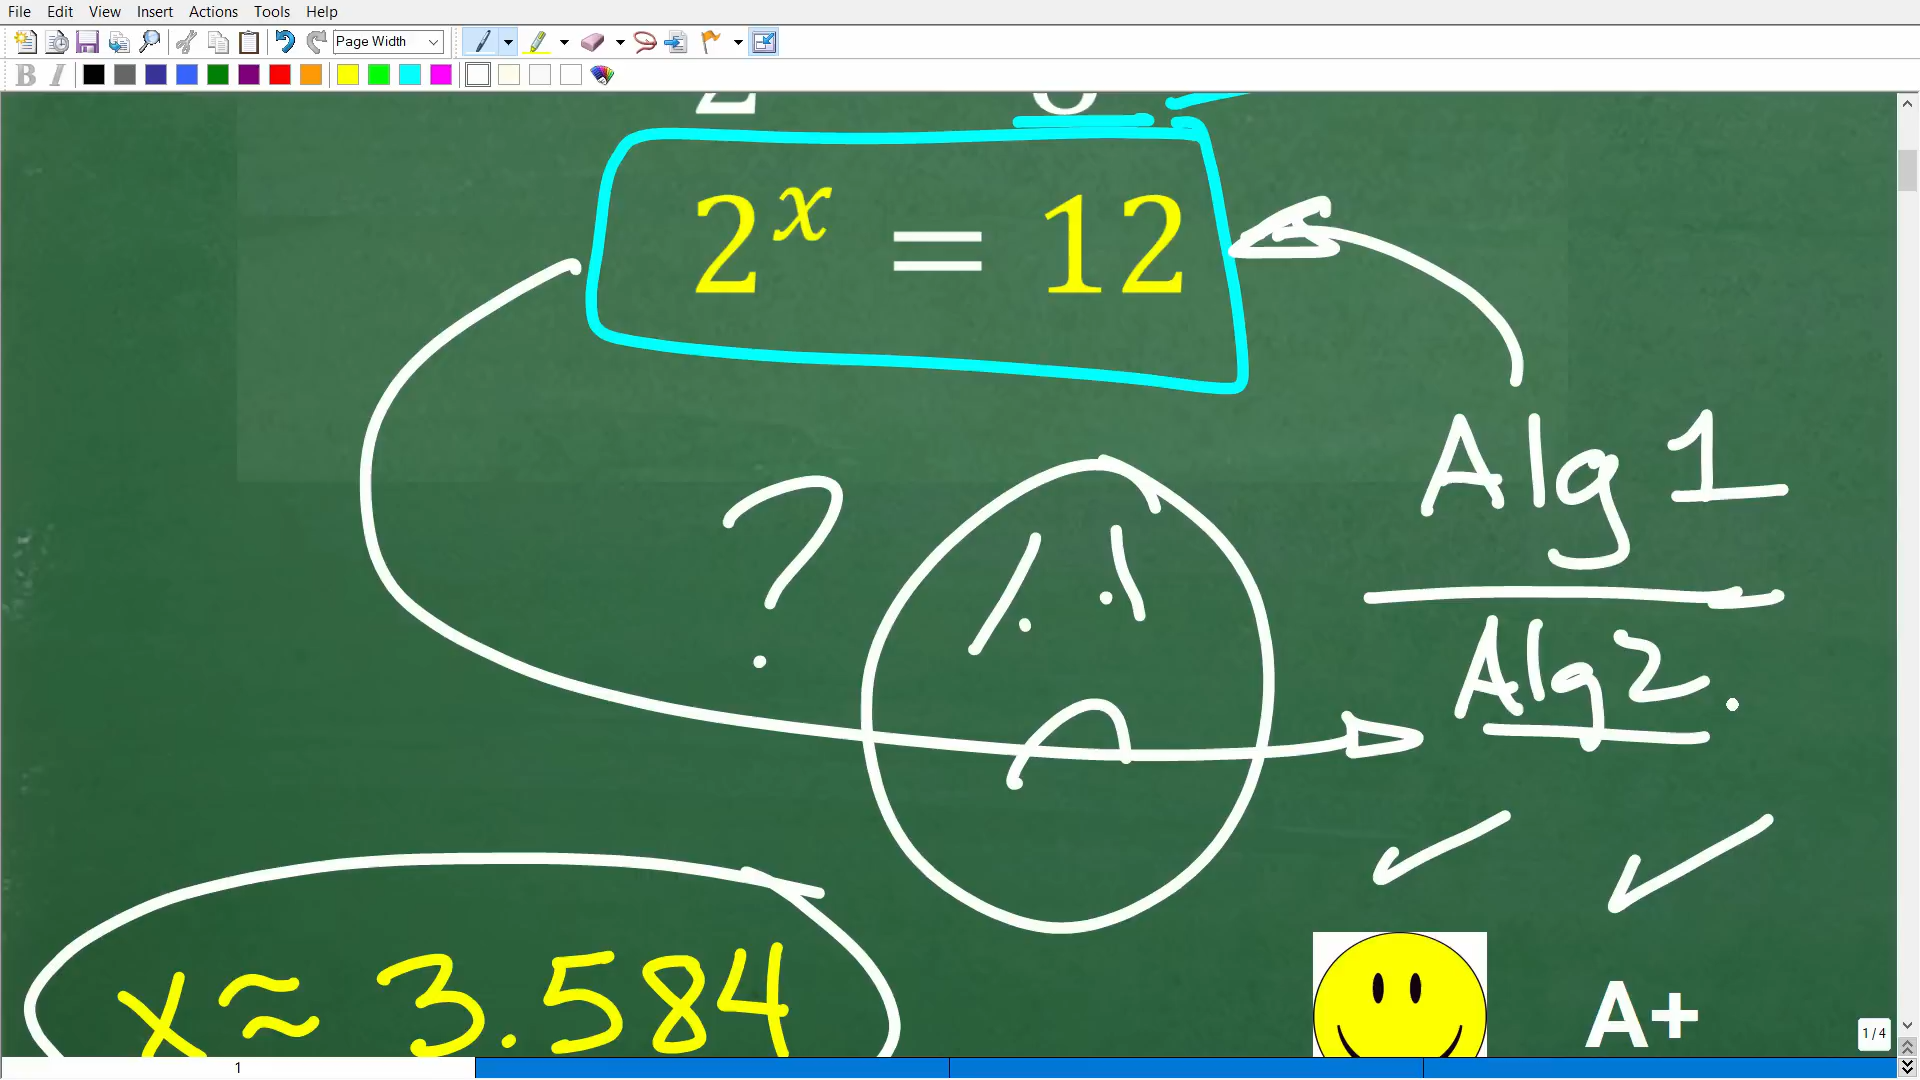 File Edit View Insert Actions Tools Help
Page Width
B I
2^x = 12
Alg 1
?
Alg 2.
x ≈ 3.584
A+
1 / 4
1